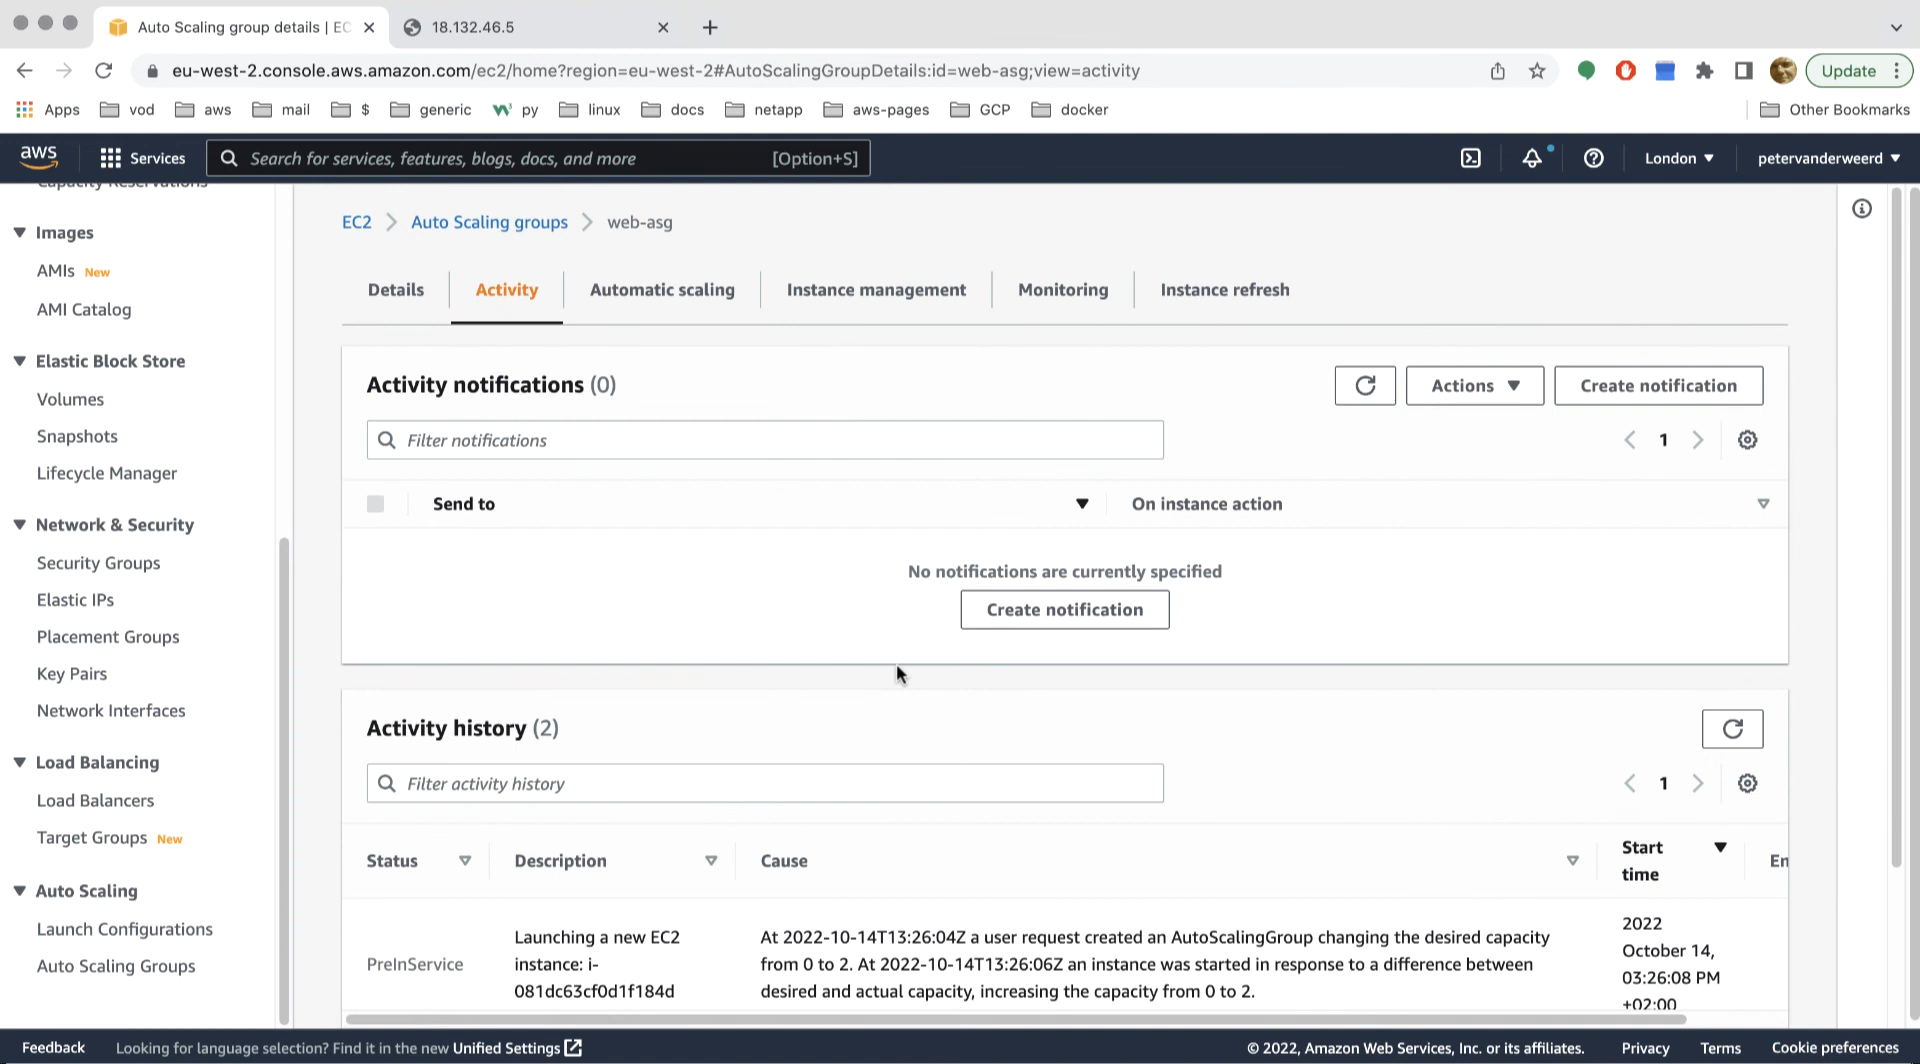 Auto Scaling group details | EC
18.132.46.5
eu-west-2.console.aws.amazon.com/ec2/home?region=eu-west-2#AutoScalingGroupDetails:id=web-asg;view=activity
Update
Apps vod aws mail $ generic py linux docs netapp aws-pages GCP docker Other Bookmarks
aws Services Search for services, features, blogs, docs, and more [Option+S] London petervanderweerd
Capacity Reservations
Images
AMIs New
AMI Catalog
Elastic Block Store
Volumes
Snapshots
Lifecycle Manager
Network & Security
Security Groups
Elastic IPs
Placement Groups
Key Pairs
Network Interfaces
Load Balancing
Load Balancers
Target Groups New
Auto Scaling
Launch Configurations
Auto Scaling Groups
EC2 > Auto Scaling groups > web-asg
Details Activity Automatic scaling Instance management Monitoring Instance refresh
Activity notifications (0)
Actions
Create notification
Filter notifications
1
Send to On instance action
No notifications are currently specified
Create notification
Activity history (2)
Filter activity history
1
Status Description Cause Start time En
PreInService
Launching a new EC2
instance: i-
081dc63cf0d1f184d
At 2022-10-14T13:26:04Z a user request created an AutoScalingGroup changing the desired capacity
from 0 to 2. At 2022-10-14T13:26:06Z an instance was started in response to a difference between
desired and actual capacity, increasing the capacity from 0 to 2.
2022
October 14,
03:26:08 PM
+02:00
Feedback Looking for language selection? Find it in the new Unified Settings © 2022, Amazon Web Services, Inc. or its affiliates. Privacy Terms Cookie preferences